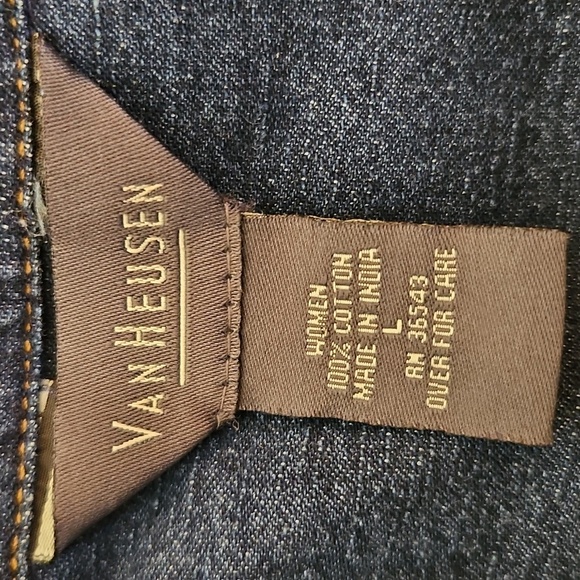 VAN HEUSEN
WOMEN
100% COTTON
MADE IN INDIA
L
RN 36543
OVER FOR CARE